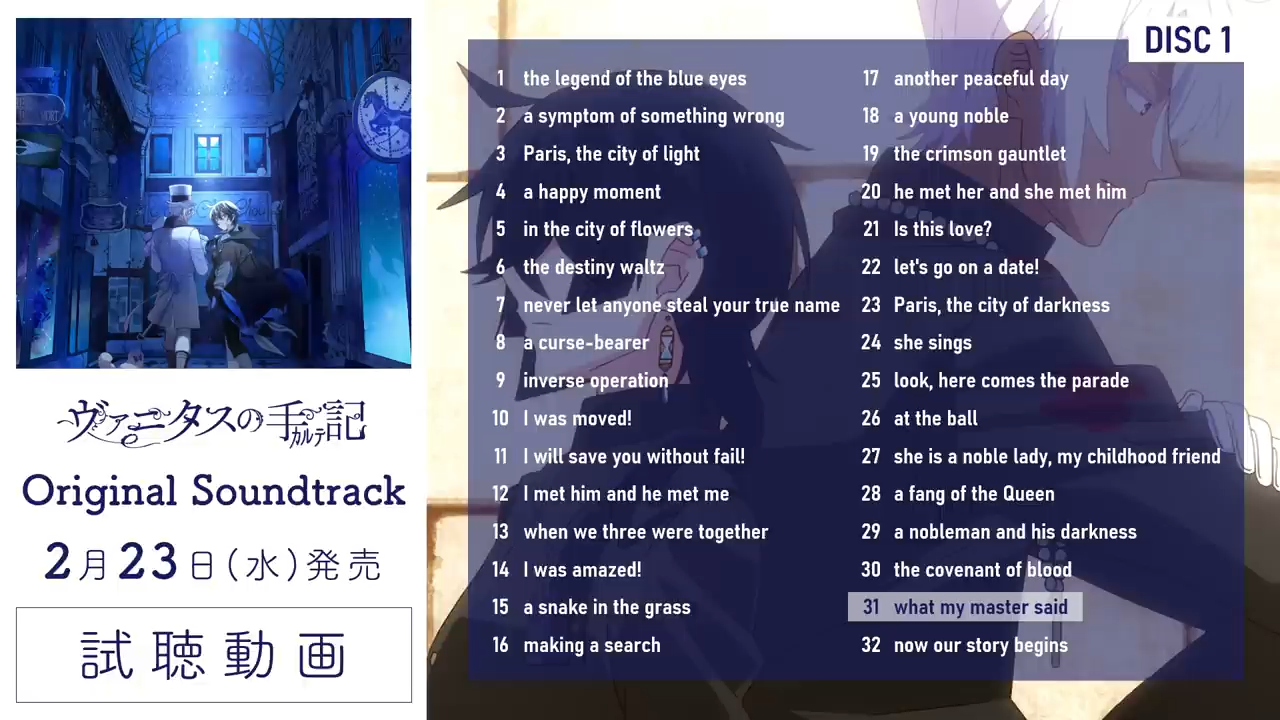 ヴァニタスの手記
カルテ
Original Soundtrack
2月23日(水)発売
試聴動画
DISC 1
1 the legend of the blue eyes
2 a symptom of something wrong
3 Paris, the city of light
4 a happy moment
5 in the city of flowers
6 the destiny waltz
7 never let anyone steal your true name
8 a curse-bearer
9 inverse operation
10 I was moved!
11 I will save you without fail!
12 I met him and he met me
13 when we three were together
14 I was amazed!
15 a snake in the grass
16 making a search
17 another peaceful day
18 a young noble
19 the crimson gauntlet
20 he met her and she met him
21 Is this love?
22 let's go on a date!
23 Paris, the city of darkness
24 she sings
25 look, here comes the parade
26 at the ball
27 she is a noble lady, my childhood friend
28 a fang of the Queen
29 a nobleman and his darkness
30 the covenant of blood
31 what my master said
32 now our story begins